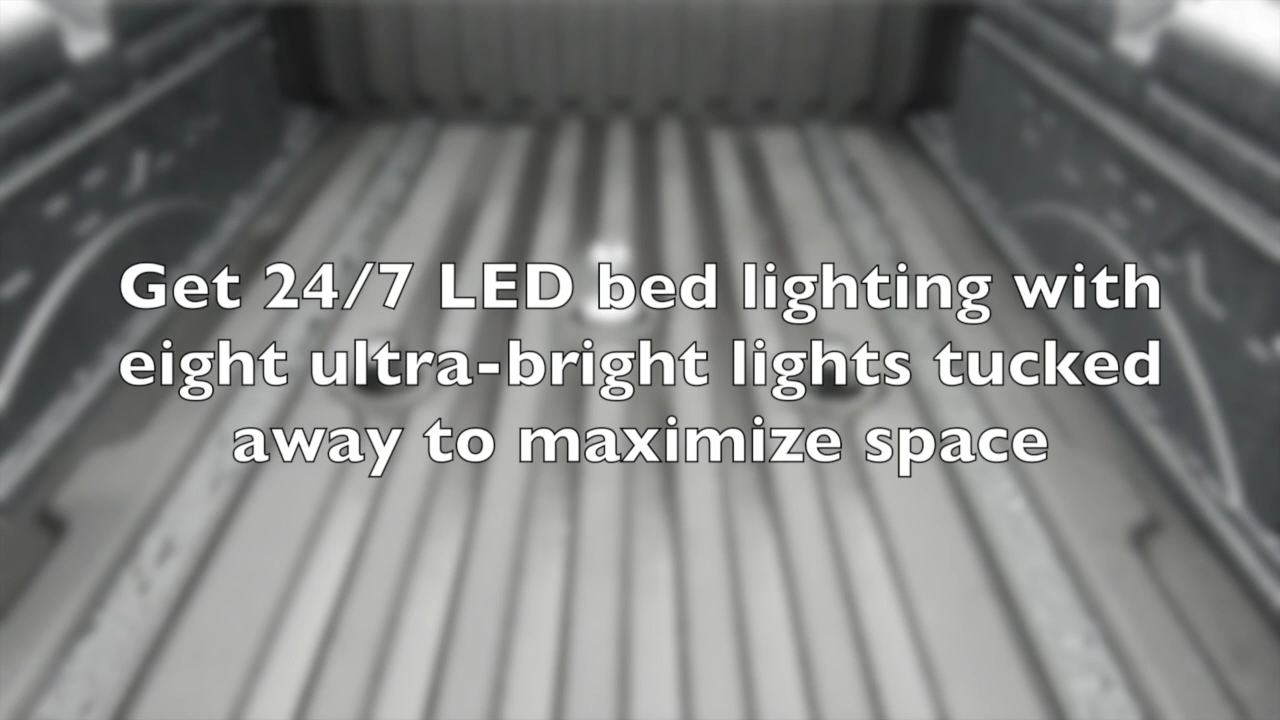 Get 24/7 LED bed lighting with
eight ultra-bright lights tucked
away to maximize space